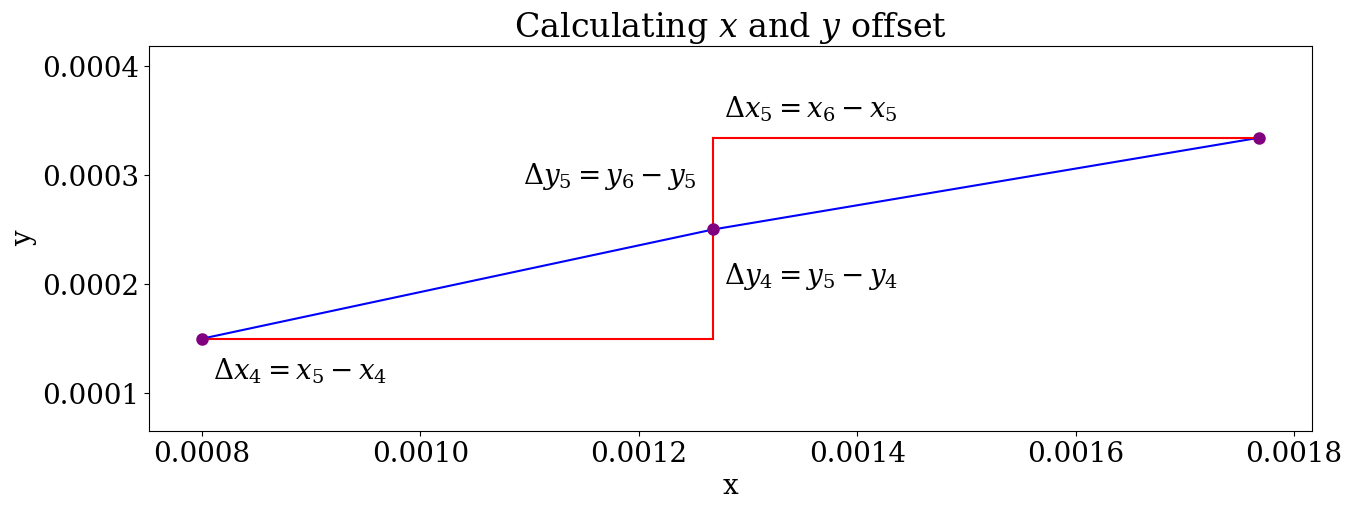 Calculating x and y offset
0.0004
Δx₅ = x₆ − x₅
0.0003
Δy₅ = y₆ − y₅
y
0.0002
Δy₄ = y₅ − y₄
Δx₄ = x₅ − x₄
0.0001
0.0008 0.0010 0.0012 0.0014 0.0016 0.0018
x